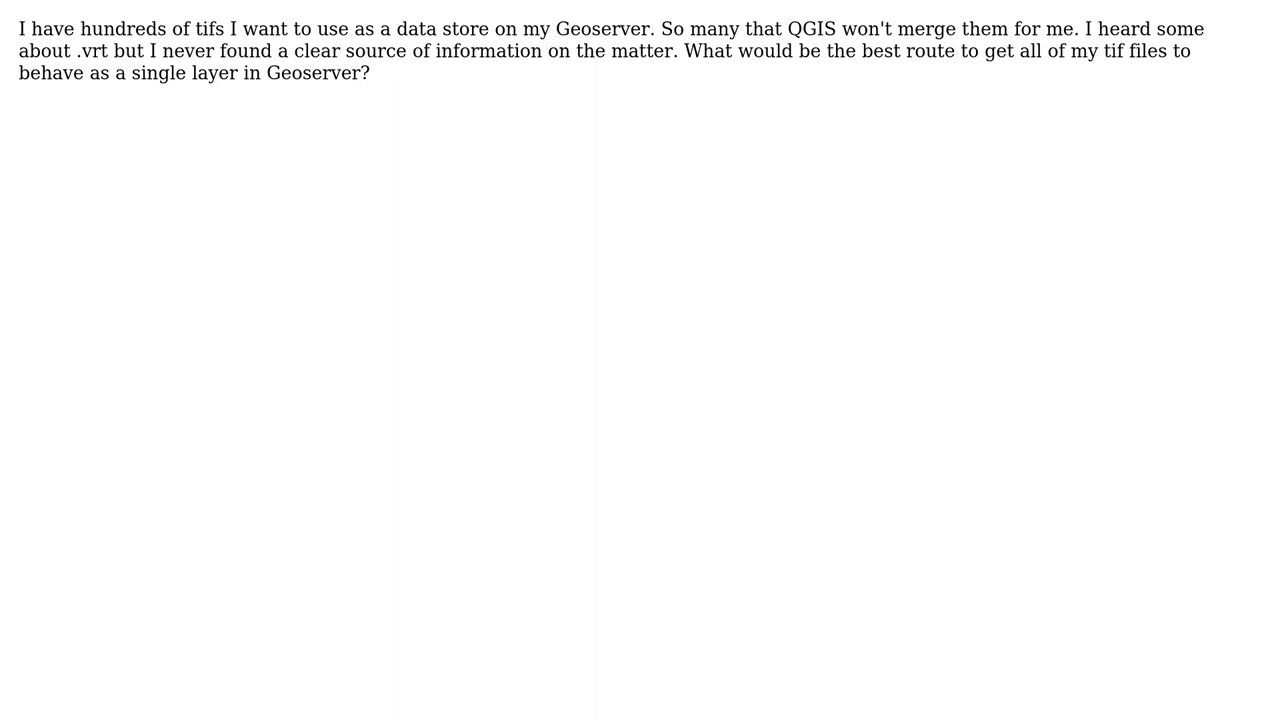 I have hundreds of tifs I want to use as a data store on my Geoserver. So many that QGIS won't merge them for me. I heard some
about .vrt but I never found a clear source of information on the matter. What would be the best route to get all of my tif files to
behave as a single layer in Geoserver?